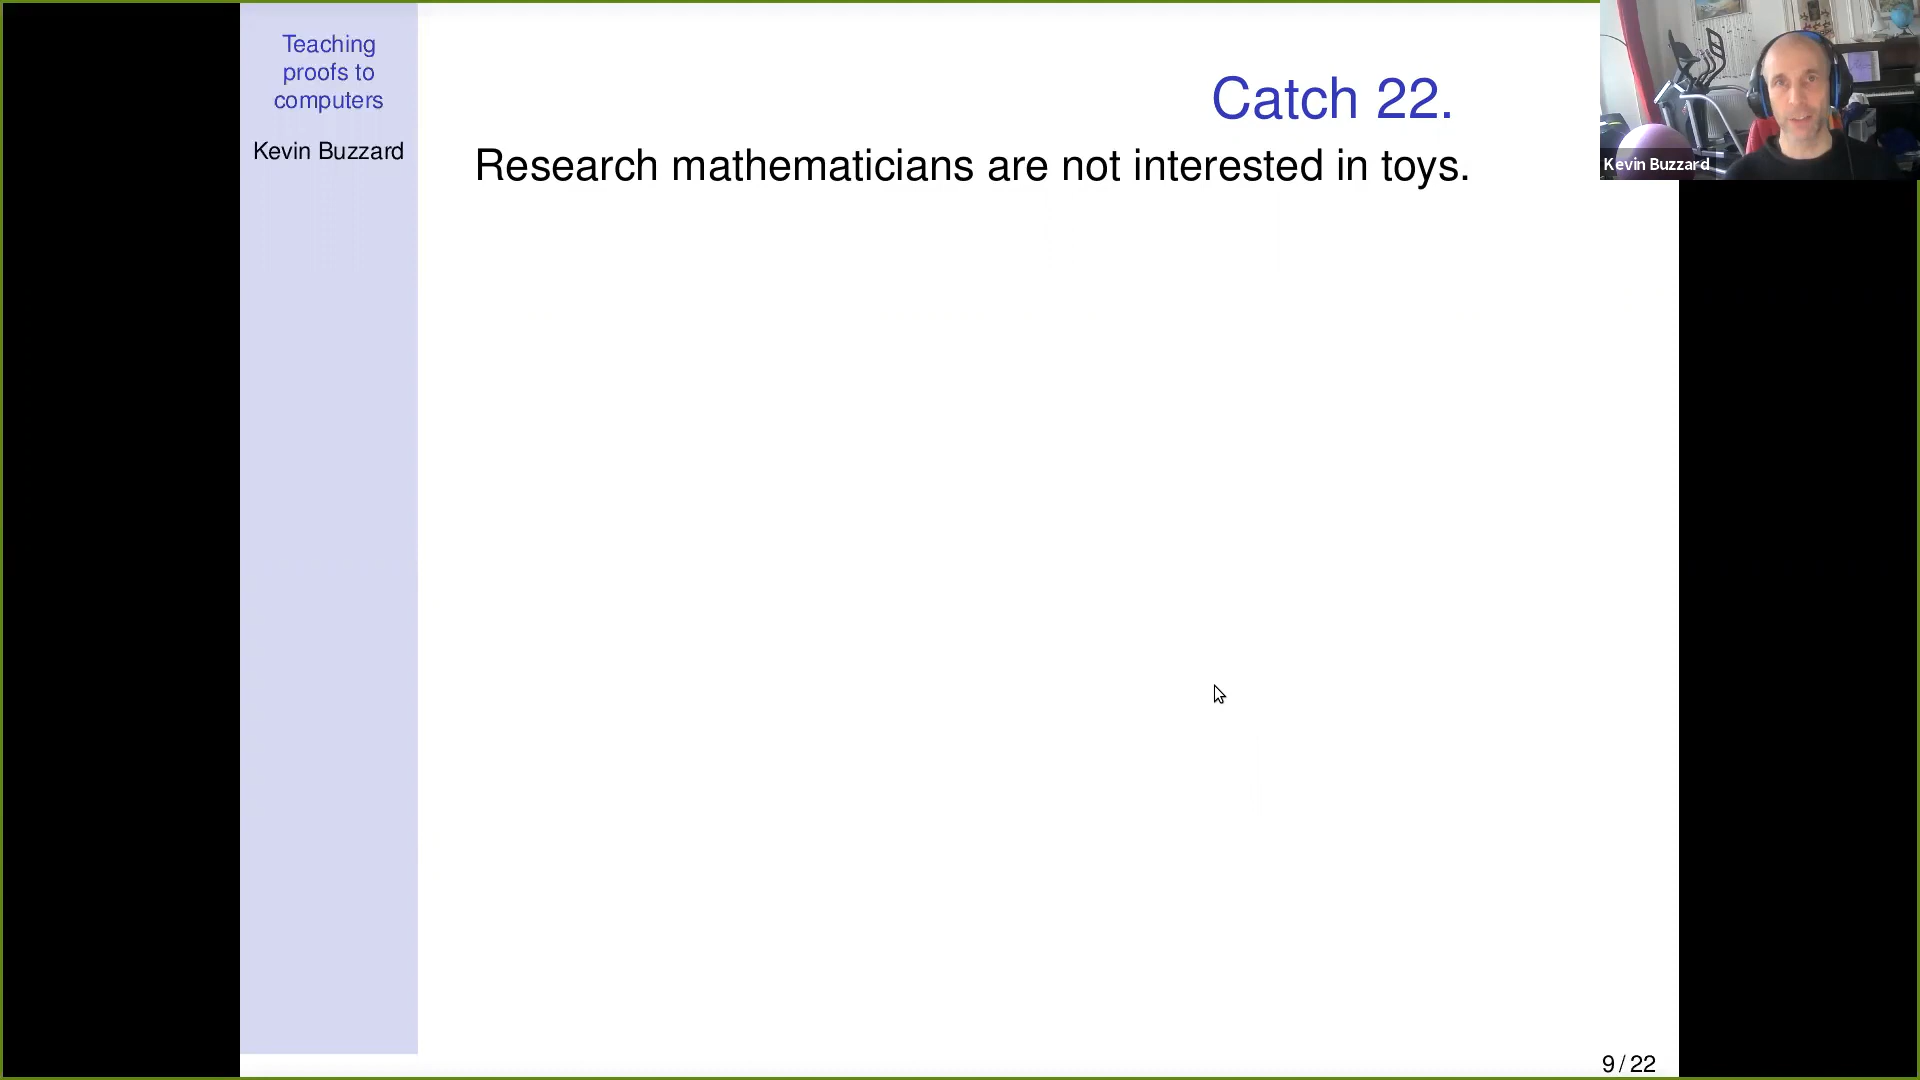 Teaching
proofs to
computers
Kevin Buzzard
Catch 22.
Research mathematicians are not interested in toys.
Kevin Buzzard
9 / 22